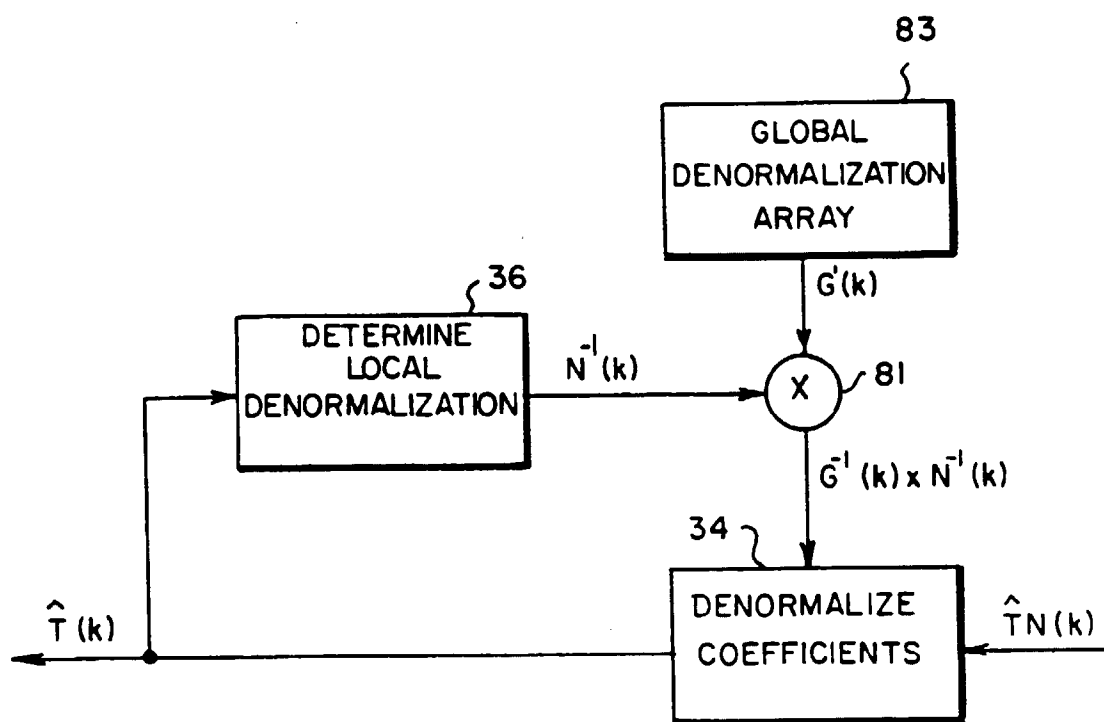 83
GLOBAL
DENORMALIZATION
ARRAY
G'(k)
36
DETERMINE
LOCAL
DENORMALIZATION
N⁻¹(k)
X
81
G⁻¹(k) x N⁻¹(k)
34
DENORMALIZE
COEFFICIENTS
T̂(k)
T̂N(k)